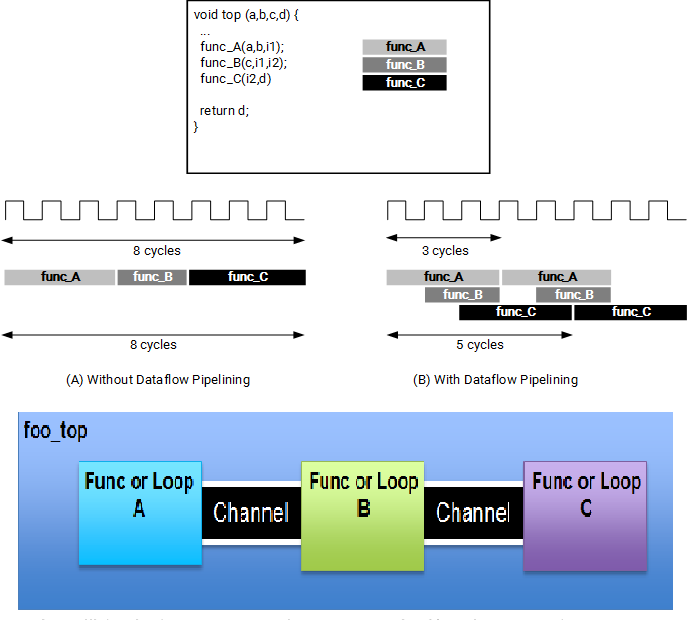 void top (a,b,c,d) {
...
func_A(a,b,i1);
func_B(c,i1,i2);
func_C(i2,d)
return d;
}
func_A
func_B
func_C
8 cycles
func_A func_B func_C
8 cycles
(A) Without Dataflow Pipelining
3 cycles
func_A func_A
func_B func_B
func_C func_C
5 cycles
(B) With Dataflow Pipelining
foo_top
Func or Loop
A
Channel
Func or Loop
B
Channel
Func or Loop
C